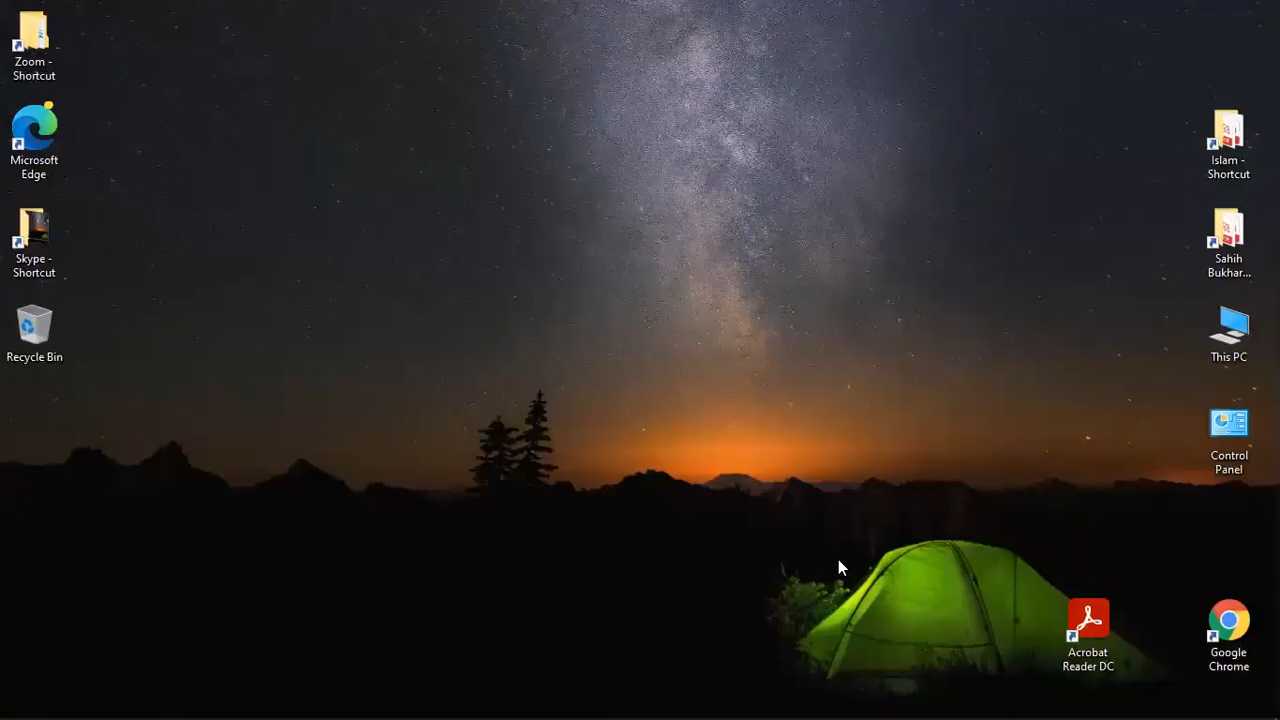 Zoom -
Shortcut
Microsoft
Edge
Skype -
Shortcut
Recycle Bin
Islam -
Shortcut
Sahih
Bukhar...
This PC
Control
Panel
Acrobat
Reader DC
Google
Chrome